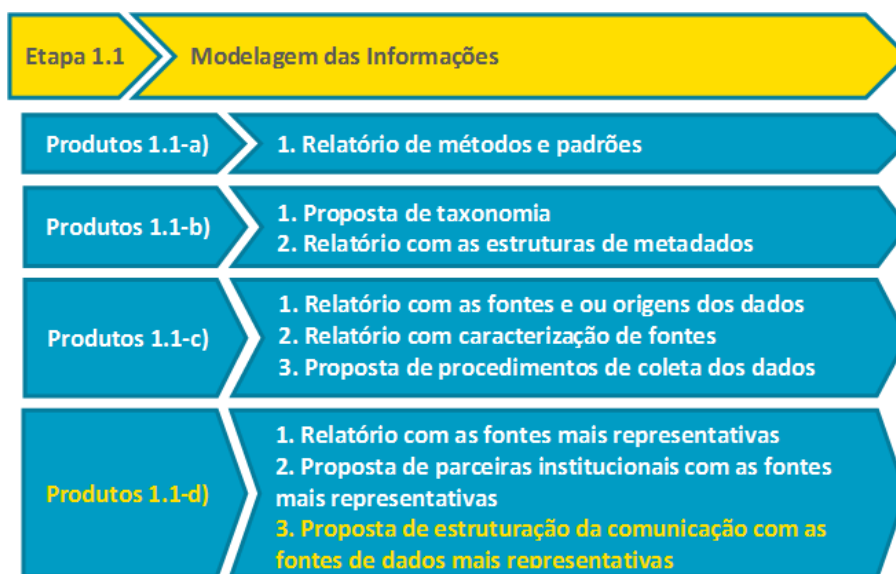 Etapa 1.1 Modelagem das Informações
Produtos 1.1-a) 1. Relatório de métodos e padrões
Produtos 1.1-b)
1. Proposta de taxonomia
2. Relatório com as estruturas de metadados
Produtos 1.1-c)
1. Relatório com as fontes e ou origens dos dados
2. Relatório com caracterização de fontes
3. Proposta de procedimentos de coleta dos dados
Produtos 1.1-d)
1. Relatório com as fontes mais representativas
2. Proposta de parceiras institucionais com as fontes
mais representativas
3. Proposta de estruturação da comunicação com as
fontes de dados mais representativas